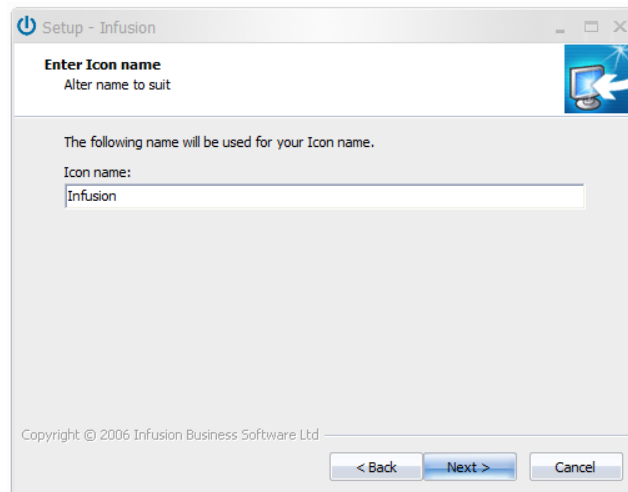 Setup - Infusion
Enter Icon name
Alter name to suit
The following name will be used for your Icon name.
Icon name:
Infusion
Copyright © 2006 Infusion Business Software Ltd
< Back Next > Cancel